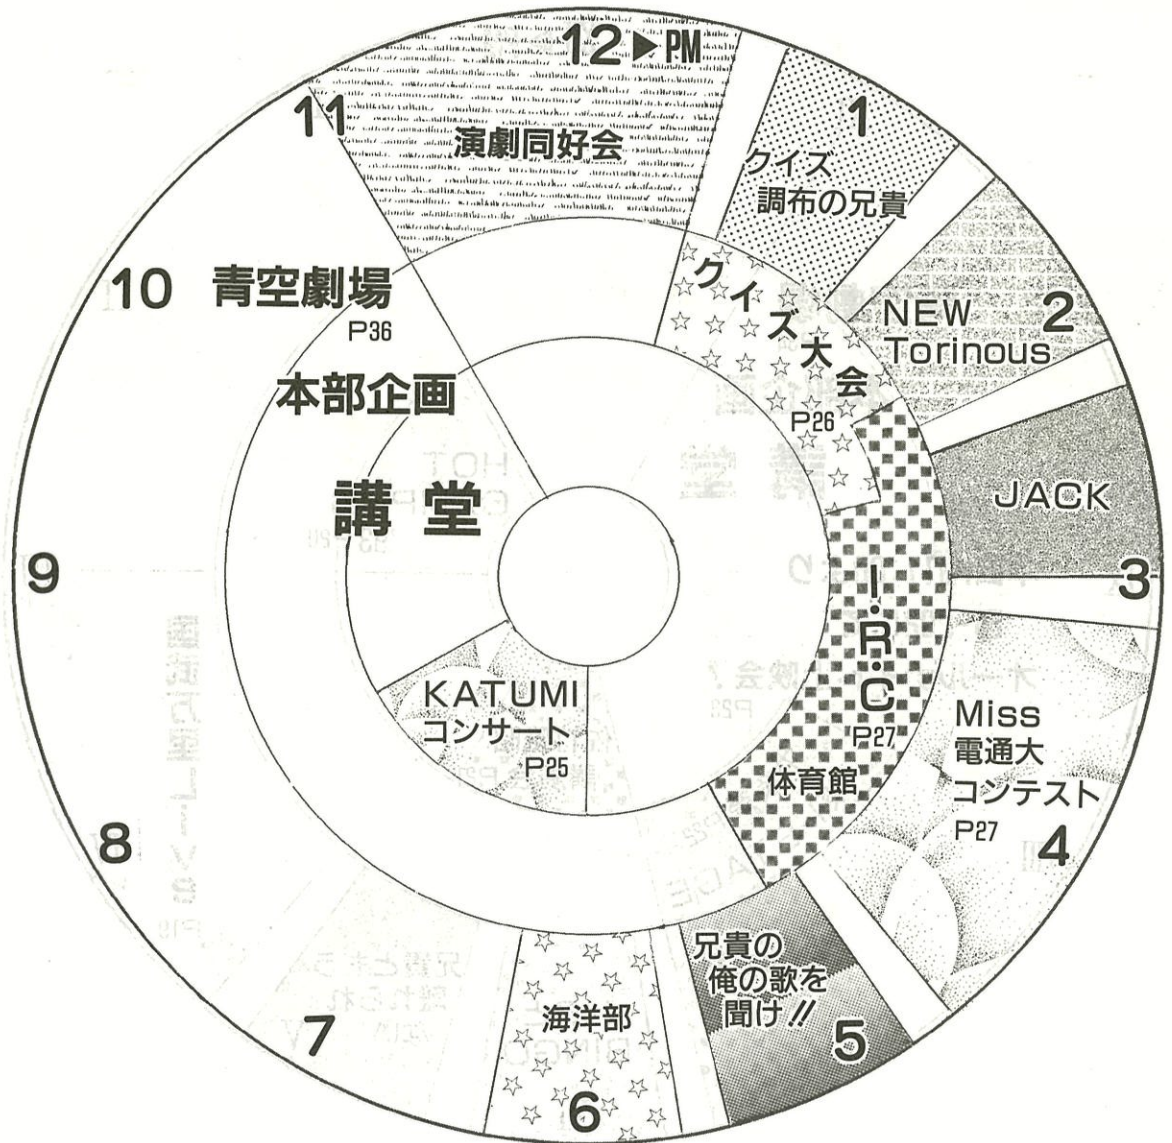 12 ▶ PM
11
演劇同好会
1
クイズ
調布の兄貴
10
青空劇場
P36
クイズ大会
P26
NEW
Torinous
2
本部企画
講堂
JACK
9
3
I.R.C
P27
体育館
KATUMI
コンサート
P25
Miss
電通大
コンテスト
P27
8
4
兄貴の
俺の歌を
聞け!!
海洋部
7
5
6